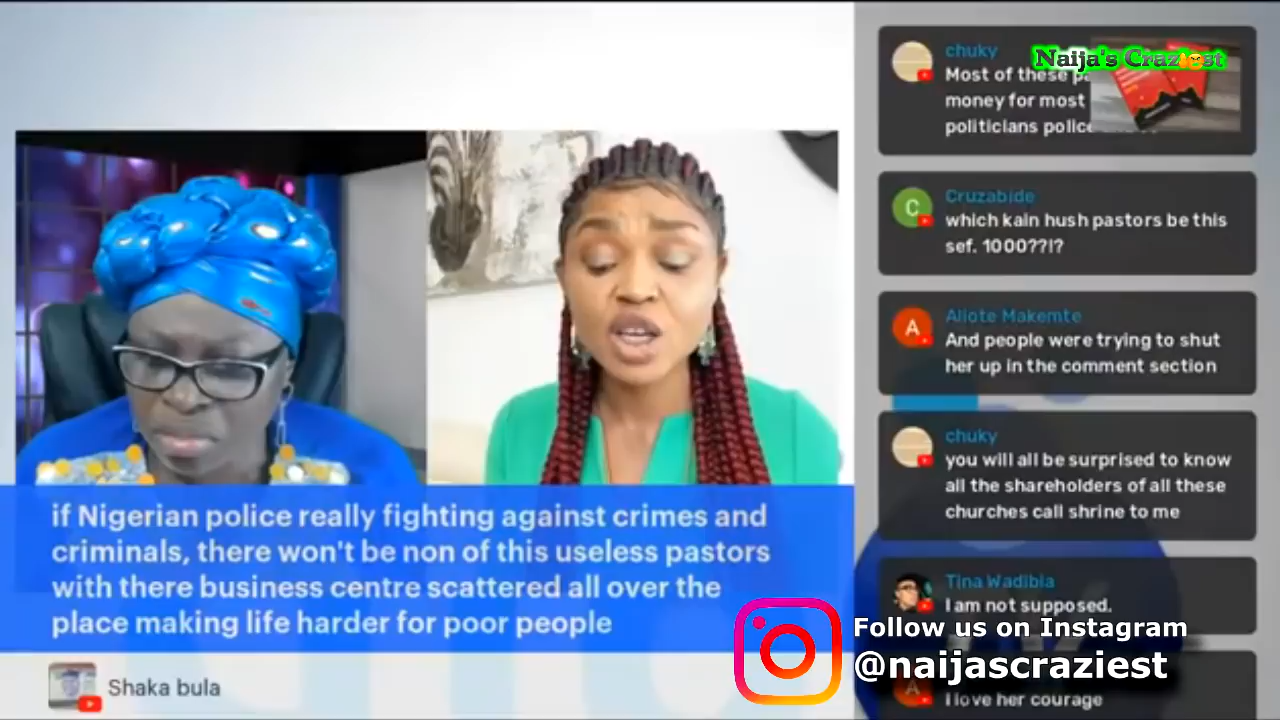 if Nigerian police really fighting against crimes and
criminals, there won't be non of this useless pastors
with there business centre scattered all over the
place making life harder for poor people
Shaka bula
chuky
Most of these
money for most
politicians police
Cruzabide
which kain hush pastors be this
sef. 1000??!?
Allote Makemte
And people were trying to shut
her up in the comment section
chuky
you will all be surprised to know
all the shareholders of all these
churches call shrine to me
Tina Wadibia
I am not supposed.
I love her courage
Naija's Craziest
Follow us on Instagram
@naijascraziest
C
A
A